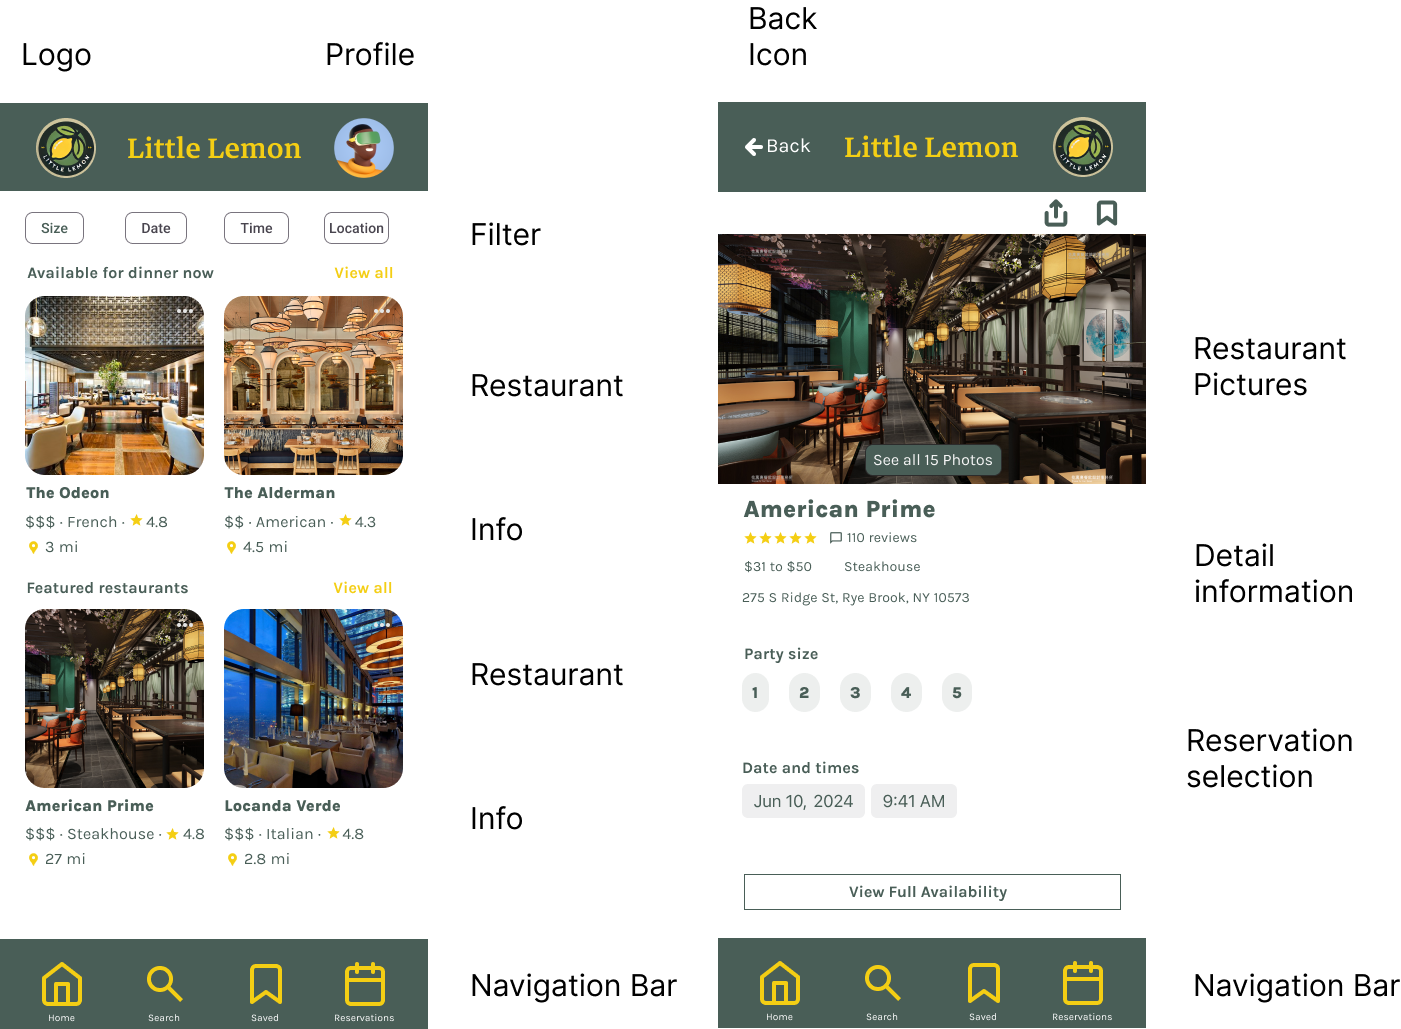 Logo
Profile
LITTLE LEMON
Little Lemon
Size
Date
Time
Location
Filter
Available for dinner now
View all
Restaurant
The Odeon
$$$ · French · 4.8
3 mi
The Alderman
$$ · American · 4.3
4.5 mi
Info
Featured restaurants
View all
Restaurant
American Prime
$$$ · Steakhouse · 4.8
27 mi
Locanda Verde
$$$ · Italian · 4.8
2.8 mi
Info
Home
Search
Saved
Reservations
Navigation Bar
Back
Icon
Back
Little Lemon
LITTLE LEMON
See all 15 Photos
Restaurant
Pictures
American Prime
110 reviews
$31 to $50
Steakhouse
275 S Ridge St, Rye Brook, NY 10573
Detail
information
Party size
1
2
3
4
5
Date and times
Jun 10, 2024
9:41 AM
Reservation
selection
View Full Availability
Home
Search
Saved
Reservations
Navigation Bar